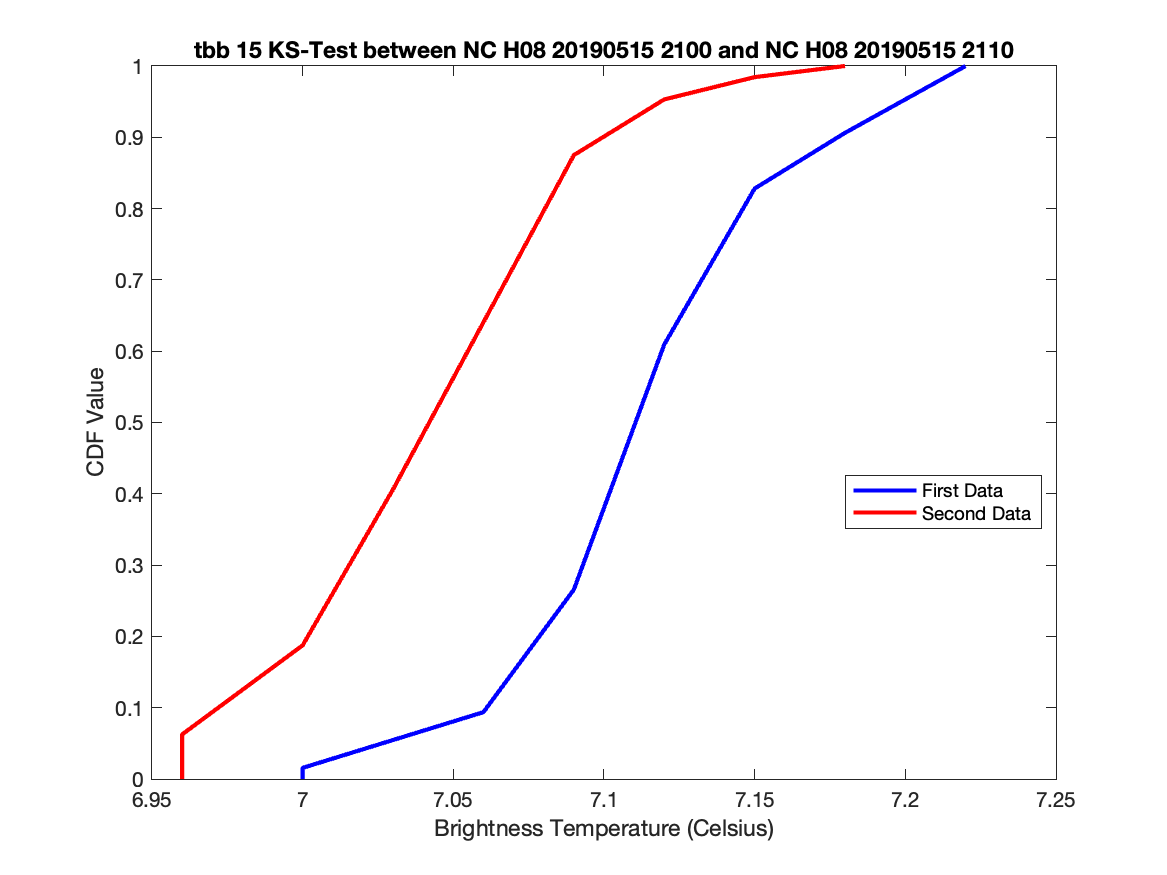 tbb 15 KS-Test between NC H08 20190515 2100 and NC H08 20190515 2110
1
0.9
0.8
0.7
0.6
0.5
0.4
0.3
0.2
0.1
0
CDF Value
First Data
Second Data
6.95 7 7.05 7.1 7.15 7.2 7.25
Brightness Temperature (Celsius)